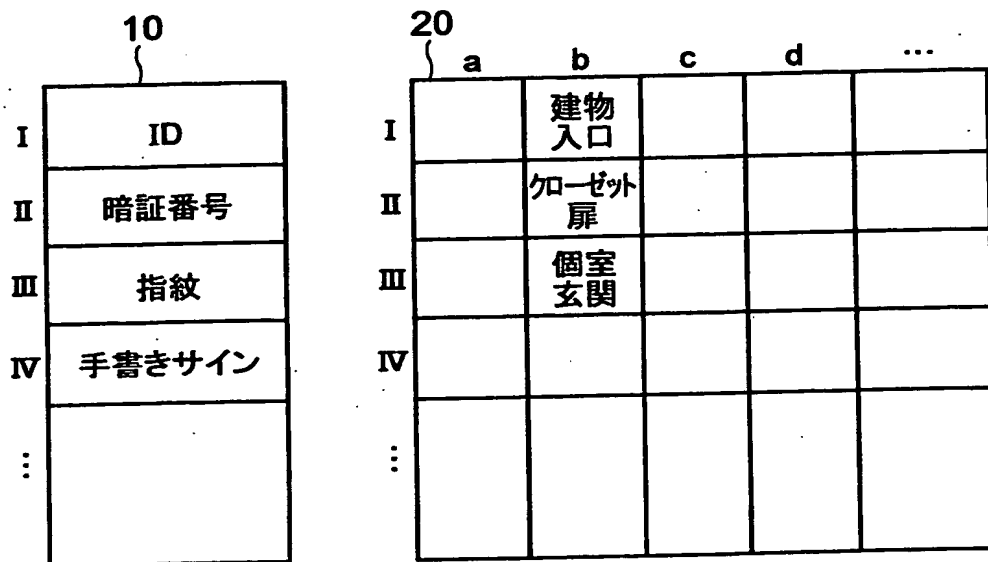 10
I ID
II 暗証番号
III 指紋
IV 手書きサイン
⋮
20
a b c d …
I 建物
入口
II クローゼット
扉
III 個室
玄関
IV
⋮